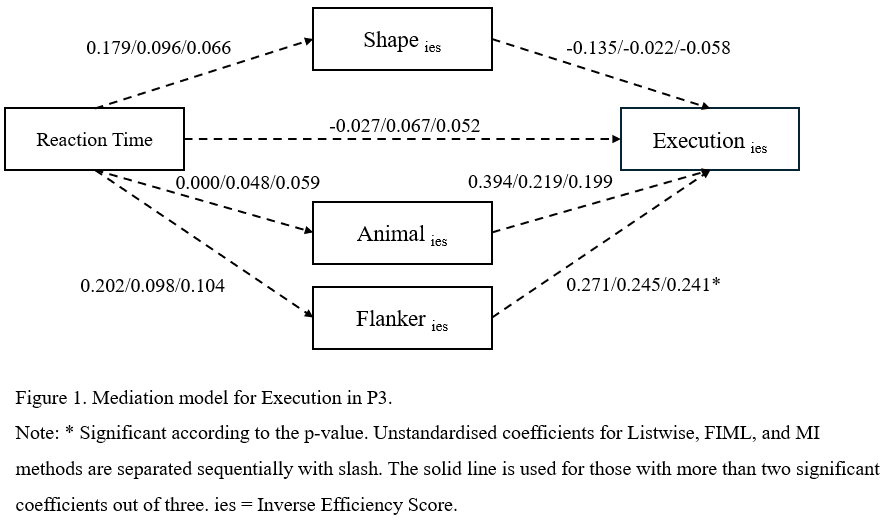 Shape ies
0.179/0.096/0.066
-0.135/-0.022/-0.058
Reaction Time
-0.027/0.067/0.052
Execution ies
0.000/0.048/0.059
0.394/0.219/0.199
Animal ies
0.202/0.098/0.104
0.271/0.245/0.241*
Flanker ies
Figure 1. Mediation model for Execution in P3.
Note: * Significant according to the p-value. Unstandardised coefficients for Listwise, FIML, and MI
methods are separated sequentially with slash. The solid line is used for those with more than two significant
coefficients out of three. ies = Inverse Efficiency Score.